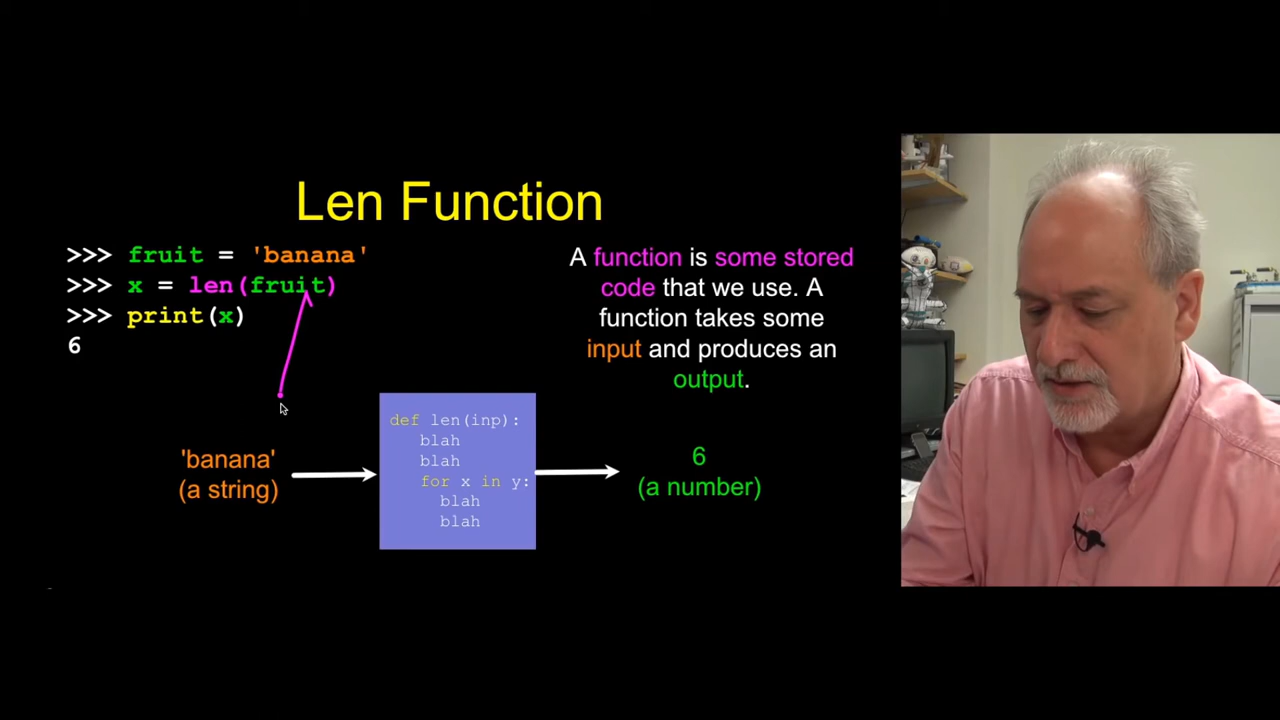 Len Function
>>> fruit = 'banana'
>>> x = len(fruit)
>>> print(x)
6
A function is some stored
code that we use. A
function takes some
input and produces an
output.
'banana'
(a string)
def len(inp):
blah
blah
for x in y:
blah
blah
6
(a number)